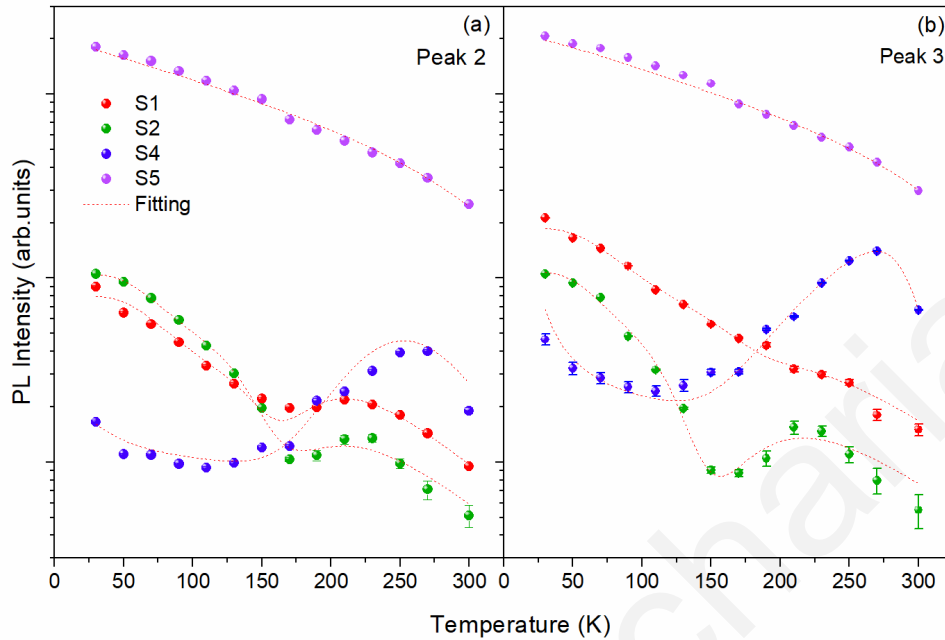 (a)
Peak 2
(b)
Peak 3
S1
S2
S4
S5
Fitting
PL Intensity (arb.units)
0 50 100 150 200 250 300
0 50 100 150 200 250 300
Temperature (K)